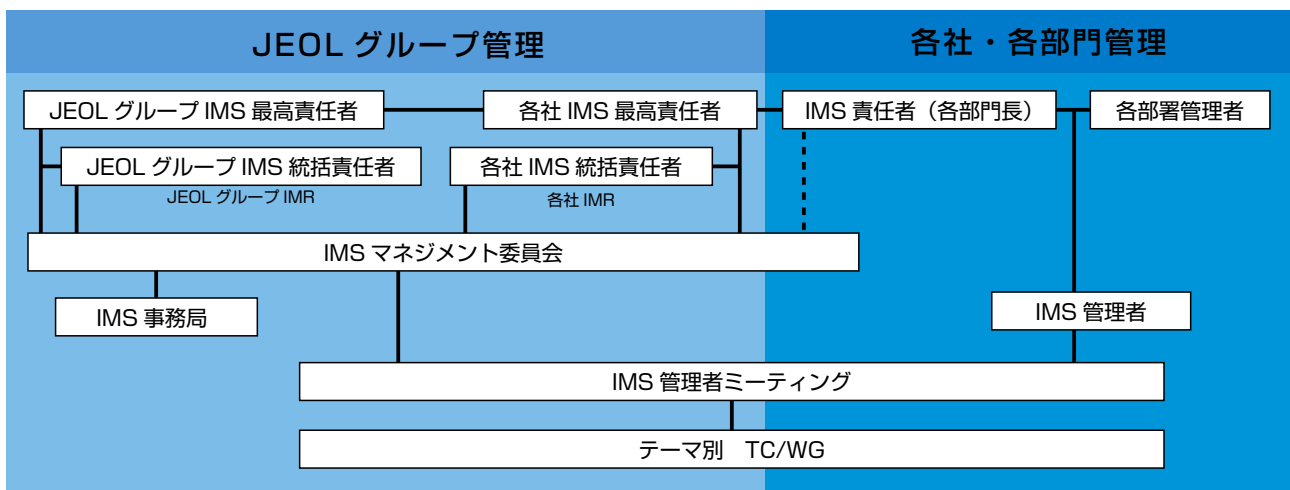 JEOL グループ管理
各社・各部門管理
JEOL グループ IMS 最高責任者
各社 IMS 最高責任者
IMS 責任者（各部門長）
各部署管理者
JEOL グループ IMS 統括責任者
各社 IMS 統括責任者
JEOL グループ IMR
各社 IMR
IMS マネジメント委員会
IMS 事務局
IMS 管理者
IMS 管理者ミーティング
テーマ別　TC/WG